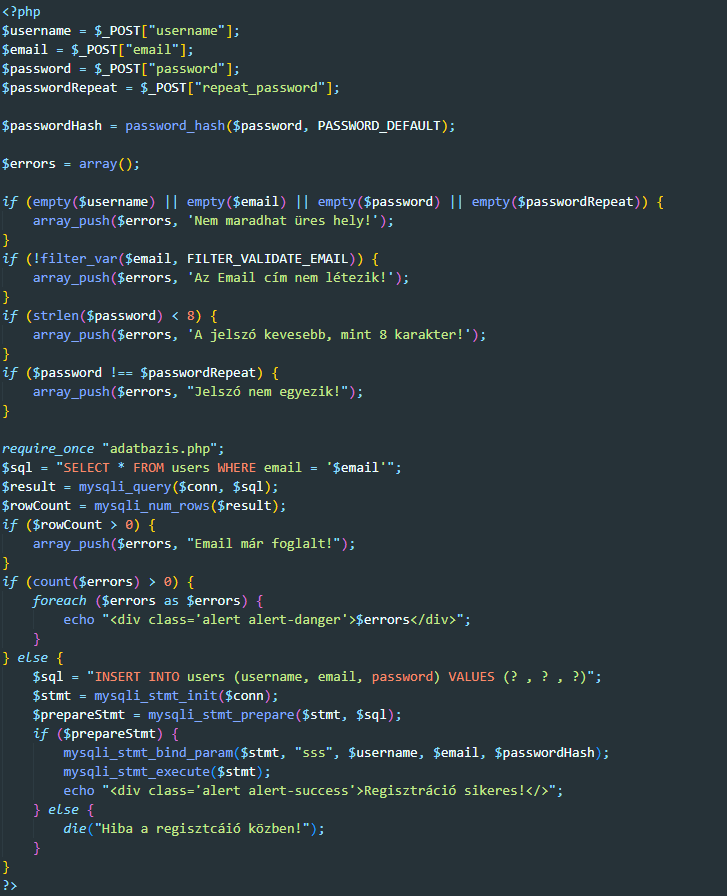 <?php
$username = $_POST["username"];
$email = $_POST["email"];
$password = $_POST["password"];
$passwordRepeat = $_POST["repeat_password"];

$passwordHash = password_hash($password, PASSWORD_DEFAULT);

$errors = array();

if (empty($username) || empty($email) || empty($password) || empty($passwordRepeat)) {
    array_push($errors, 'Nem maradhat üres hely!');
}
if (!filter_var($email, FILTER_VALIDATE_EMAIL)) {
    array_push($errors, 'Az Email cím nem létezik!');
}
if (strlen($password) < 8) {
    array_push($errors, 'A jelszó kevesebb, mint 8 karakter!');
}
if ($password !== $passwordRepeat) {
    array_push($errors, "Jelszó nem egyezik!");
}

require_once "adatbazis.php";
$sql = "SELECT * FROM users WHERE email = '$email'";
$result = mysqli_query($conn, $sql);
$rowCount = mysqli_num_rows($result);
if ($rowCount > 0) {
    array_push($errors, "Email már foglalt!");
}
if (count($errors) > 0) {
    foreach ($errors as $errors) {
        echo "<div class='alert alert-danger'>$errors</div>";
    }
} else {
    $sql = "INSERT INTO users (username, email, password) VALUES (? , ? , ?)";
    $stmt = mysqli_stmt_init($conn);
    $prepareStmt = mysqli_stmt_prepare($stmt, $sql);
    if ($prepareStmt) {
        mysqli_stmt_bind_param($stmt, "sss", $username, $email, $passwordHash);
        mysqli_stmt_execute($stmt);
        echo "<div class='alert alert-success'>Regisztráció sikeres!</>";
    } else {
        die("Hiba a regisztcáió közben!");
    }
}
?>